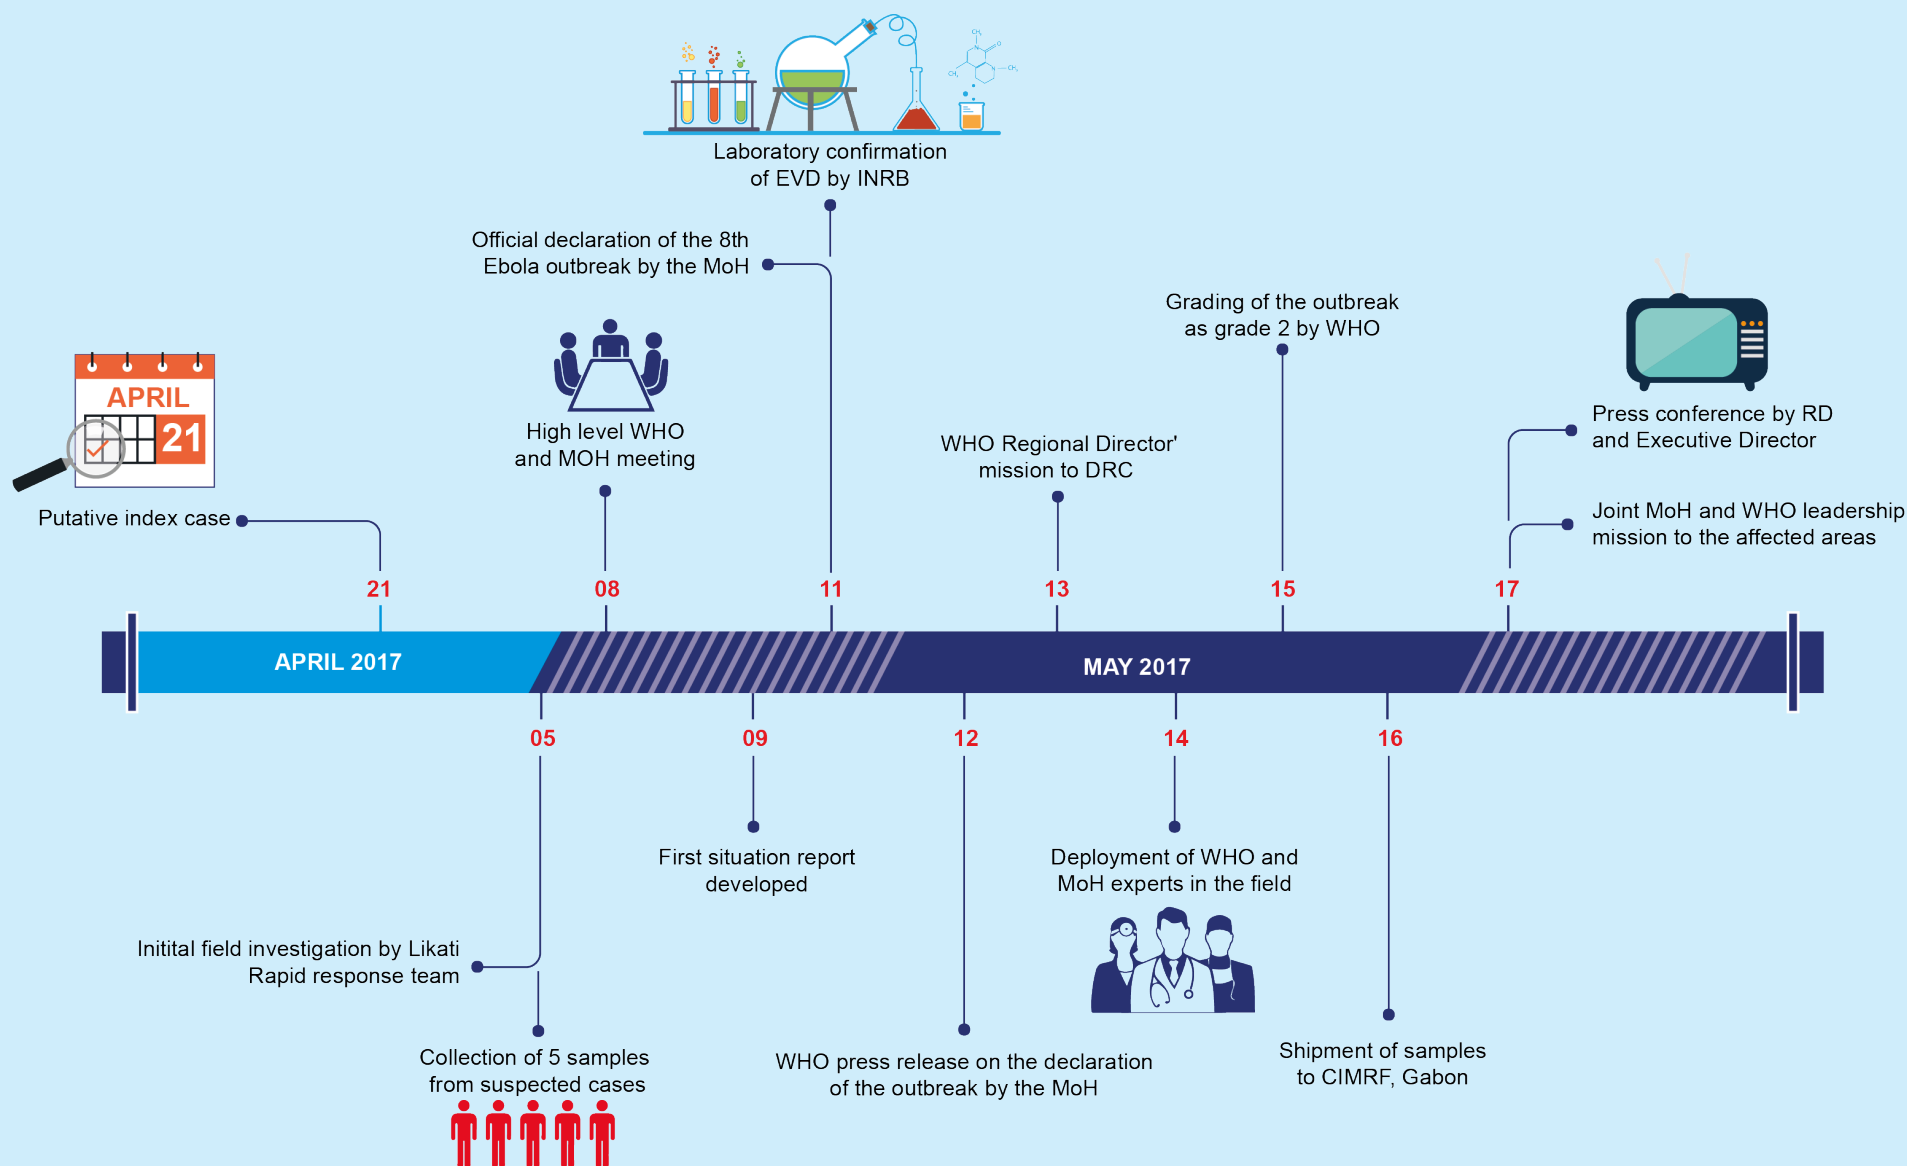 Laboratory confirmation
of EVD by INRB
Official declaration of the 8th
Ebola outbreak by the MoH
Grading of the outbreak
as grade 2 by WHO
APRIL
21
High level WHO
and MOH meeting
WHO Regional Director'
mission to DRC
Press conference by RD
and Executive Director
Putative index case
Joint MoH and WHO leadership
mission to the affected areas
21
08
11
13
15
17
APRIL 2017
MAY 2017
05
09
12
14
16
First situation report
developed
Deployment of WHO and
MoH experts in the field
Initital field investigation by Likati
Rapid response team
Collection of 5 samples
from suspected cases
WHO press release on the declaration
of the outbreak by the MoH
Shipment of samples
to CIMRF, Gabon